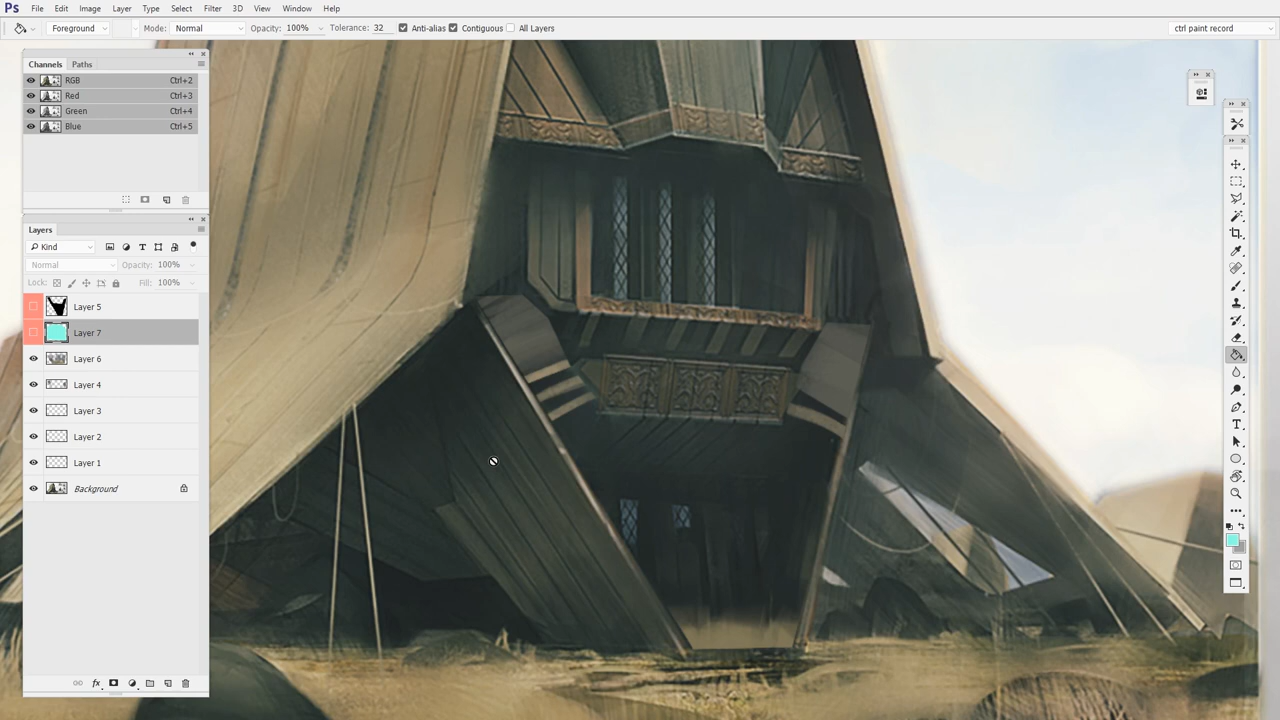 Ps File Edit Image Layer Type Select Filter 3D View Window Help
Foreground Mode: Normal Opacity: 100% Tolerance: 32 Anti-alias Contiguous All Layers ctrl paint record
Channels Paths
RGB Ctrl+2
Red Ctrl+3
Green Ctrl+4
Blue Ctrl+5
Layers
Kind
Normal Opacity: 100%
Lock: Fill: 100%
Layer 5
Layer 7
Layer 6
Layer 4
Layer 3
Layer 2
Layer 1
Background